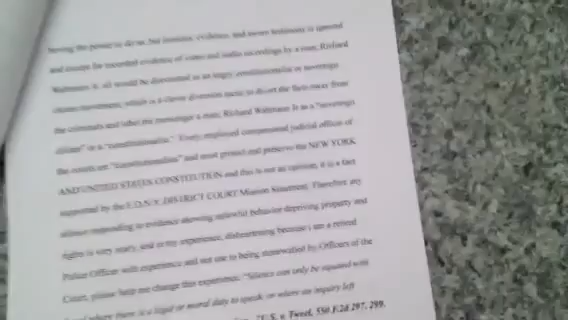 having the power to do so, but instance, evidence, and sworn testimony is ignored
and except for recorded evidence of video and audio recordings by a man, Richard
it all would be discounted as an angry, constitutionalist or sovereign
citizen movement, which is a clever diversion tactic to divert the facts away from
the criminals and label the messenger a man, Richard is as a "sovereign
citizen" or a "constitutionalist." Every employed compensated judicial officer of
the courts are "constitutionalists" and must protect and preserve the NEW YORK
AND UNITED STATES CONSTITUTION and this is not an opinion; it is a fact
supported by the E.D.N.Y. DISTRICT COURT Mission Statement. Therefore any
silence responding to evidence showing unlawful behavior depriving property and
rights is very scary, and in my experience, disheartening because i am a retired
Police Officer with experience and not use to being stonewalled by Officers of the
Court, please help me change this experience. "Silence can only be equated with
fraud where there is a legal or moral duty to speak, or where an inquiry left
U.S. v. Tweel, 550 F.2d 297, 299.